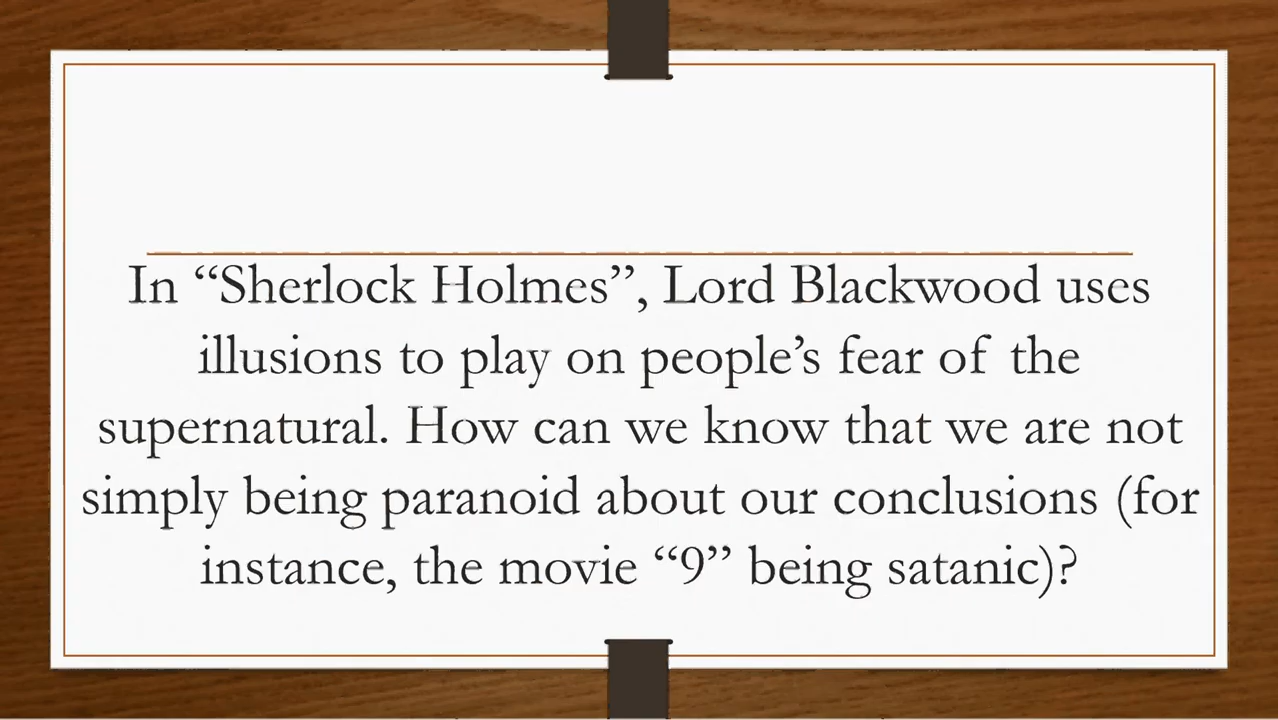 In “Sherlock Holmes”, Lord Blackwood uses
illusions to play on people’s fear of the
supernatural. How can we know that we are not
simply being paranoid about our conclusions (for
instance, the movie “9” being satanic)?